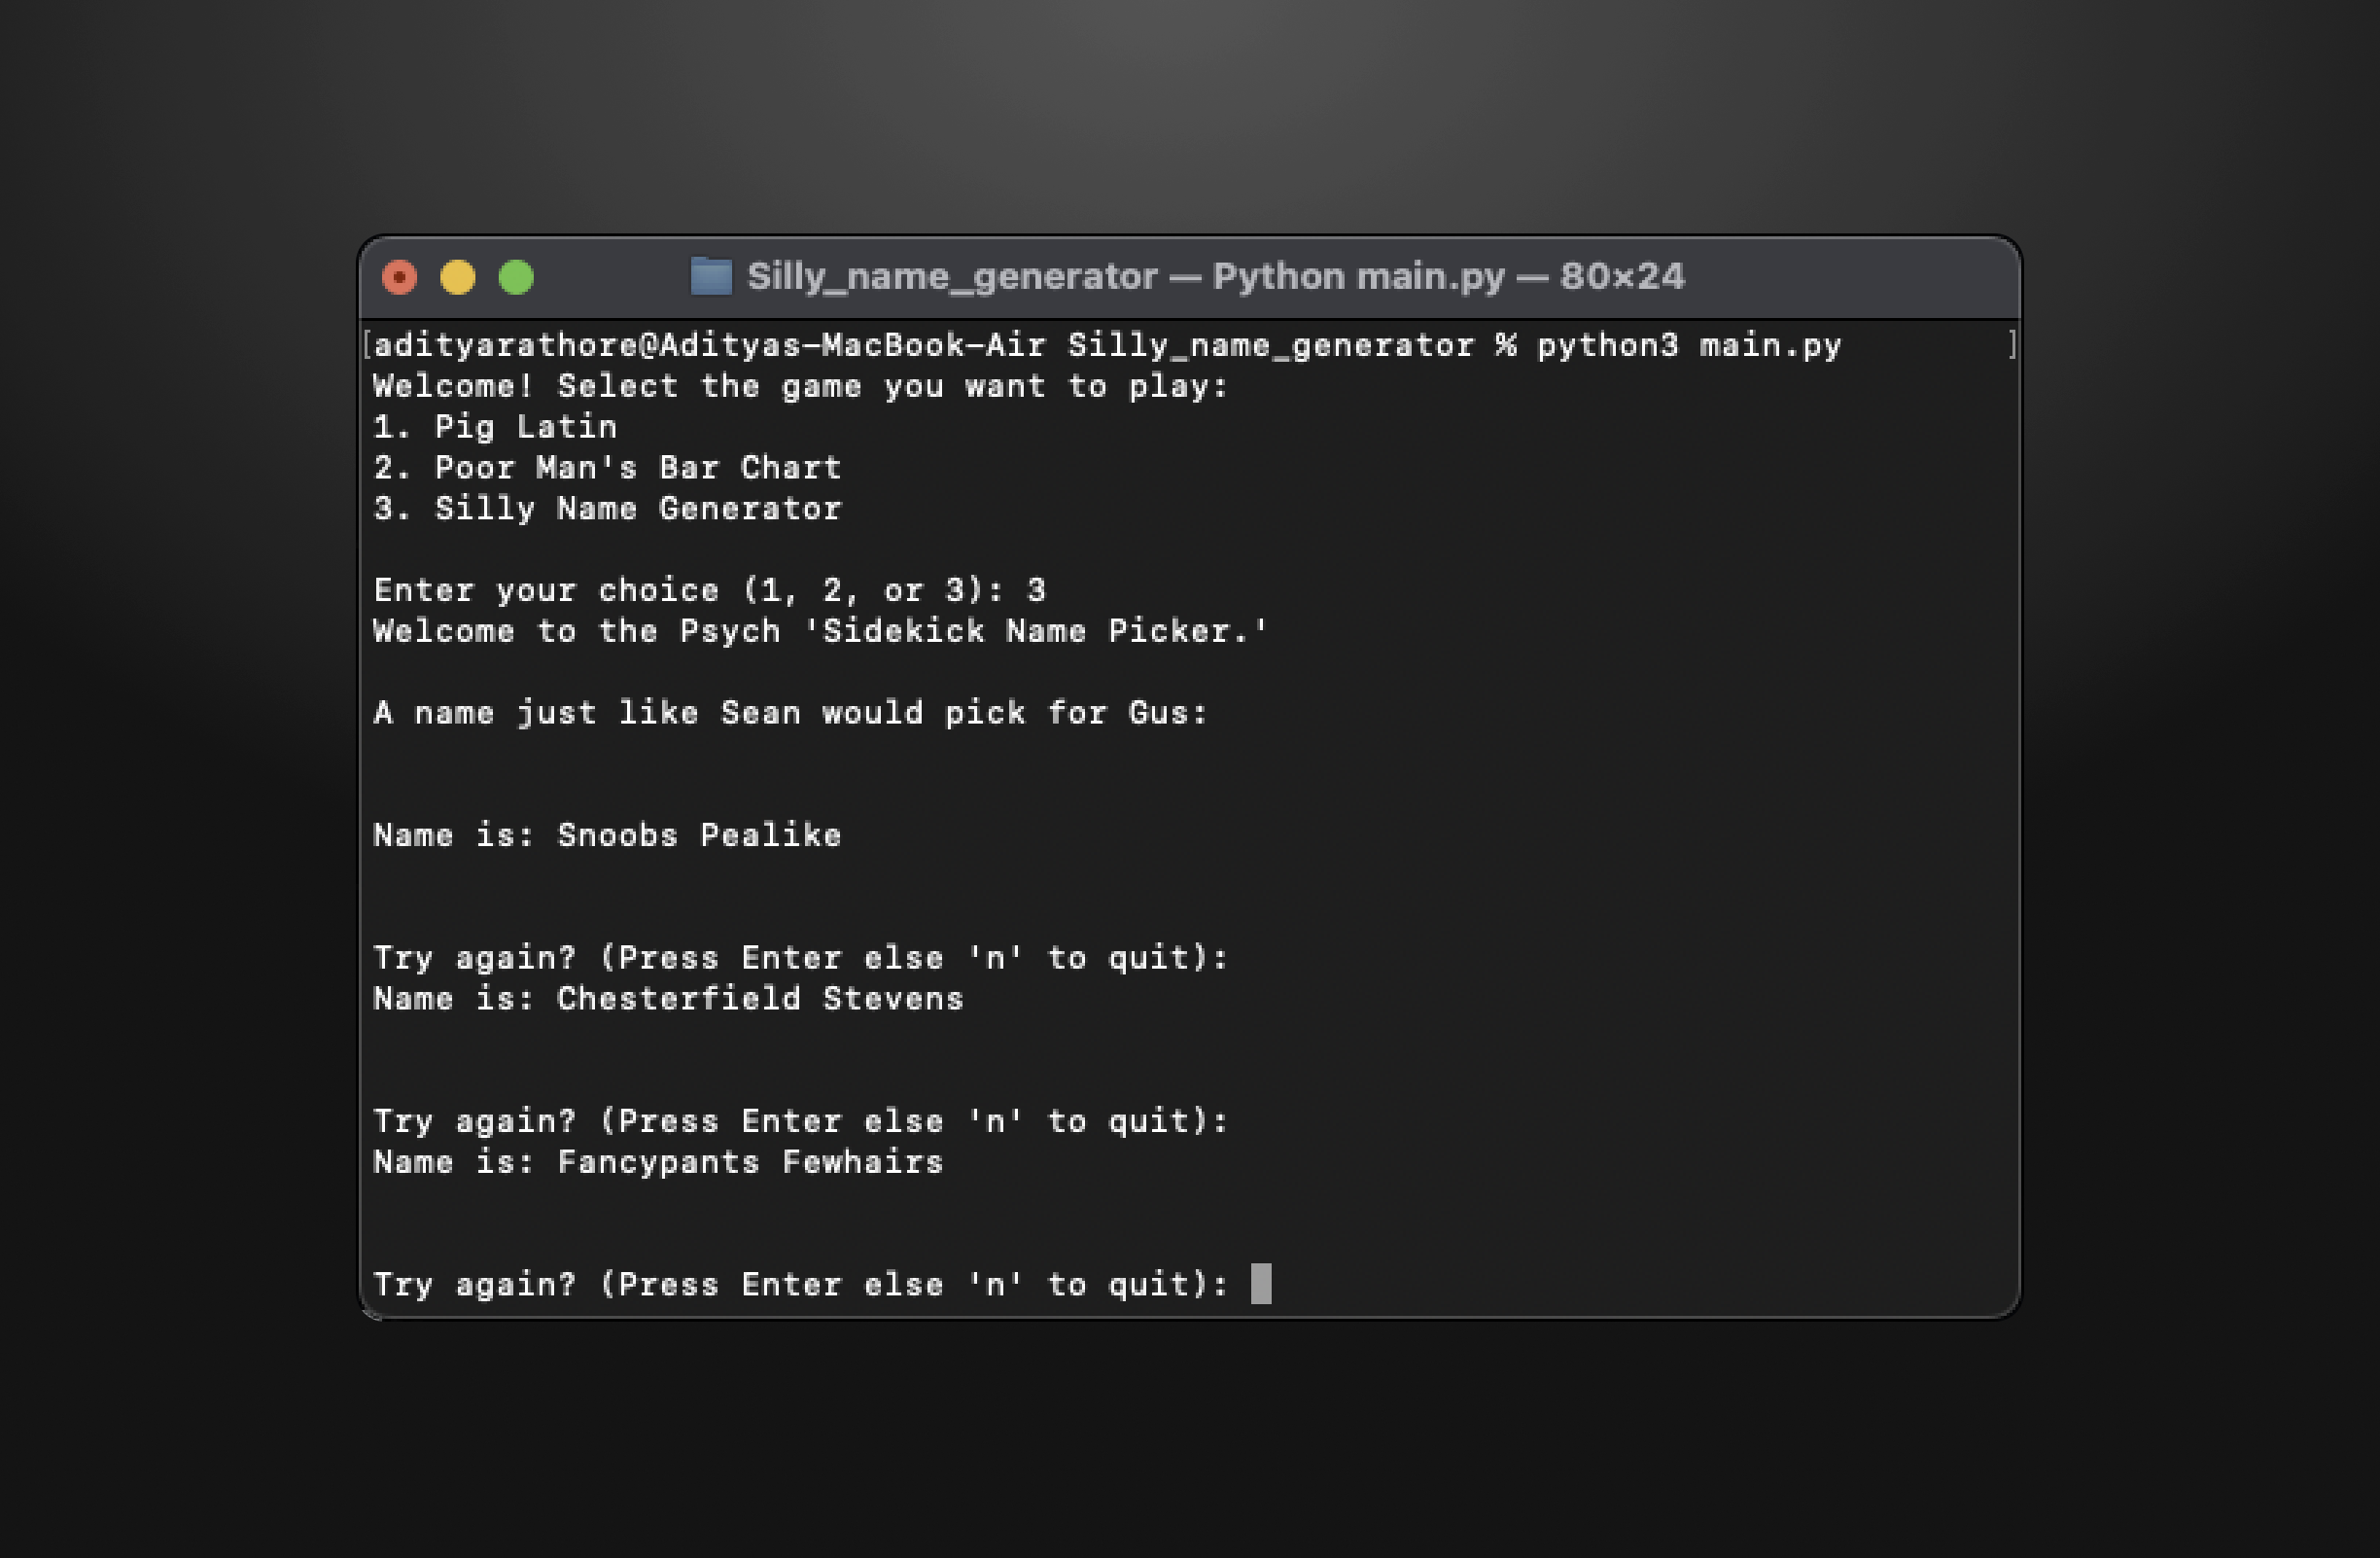 Silly_name_generator — Python main.py — 80×24
[adityarathore@Adityas-MacBook-Air Silly_name_generator % python3 main.py ]
Welcome! Select the game you want to play:
1. Pig Latin
2. Poor Man's Bar Chart
3. Silly Name Generator
Enter your choice (1, 2, or 3): 3
Welcome to the Psych 'Sidekick Name Picker.'
A name just like Sean would pick for Gus:
Name is: Snoobs Pealike
Try again? (Press Enter else 'n' to quit):
Name is: Chesterfield Stevens
Try again? (Press Enter else 'n' to quit):
Name is: Fancypants Fewhairs
Try again? (Press Enter else 'n' to quit):